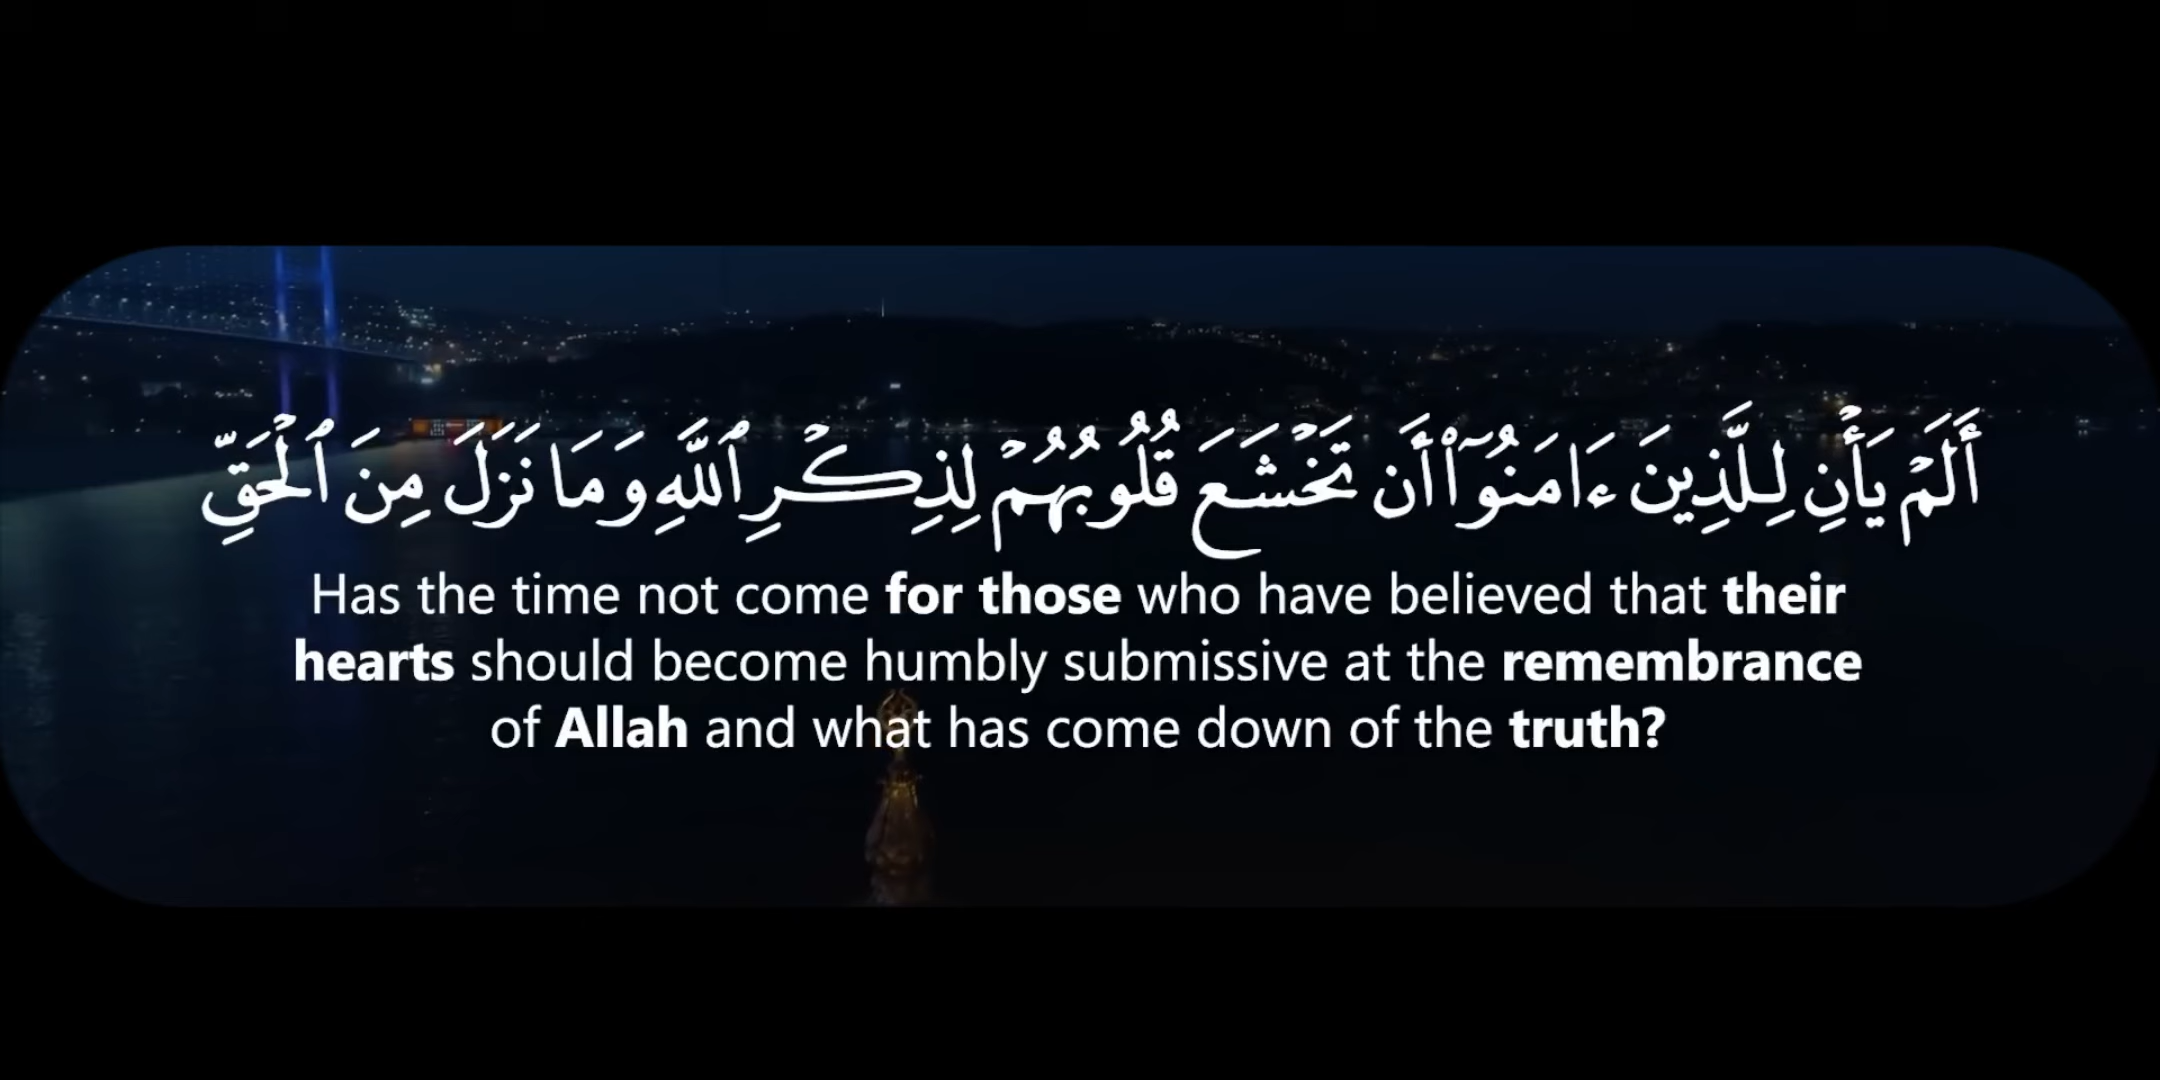 أَلَمْ يَأْنِ لِلَّذِينَ ءَامَنُوٓا۟ أَن تَخْشَعَ قُلُوبُهُمْ لِذِكْرِ ٱللَّهِ وَمَا نَزَلَ مِنَ ٱلْحَقِّ
Has the time not come for those who have believed that their
hearts should become humbly submissive at the remembrance
of Allah and what has come down of the truth?